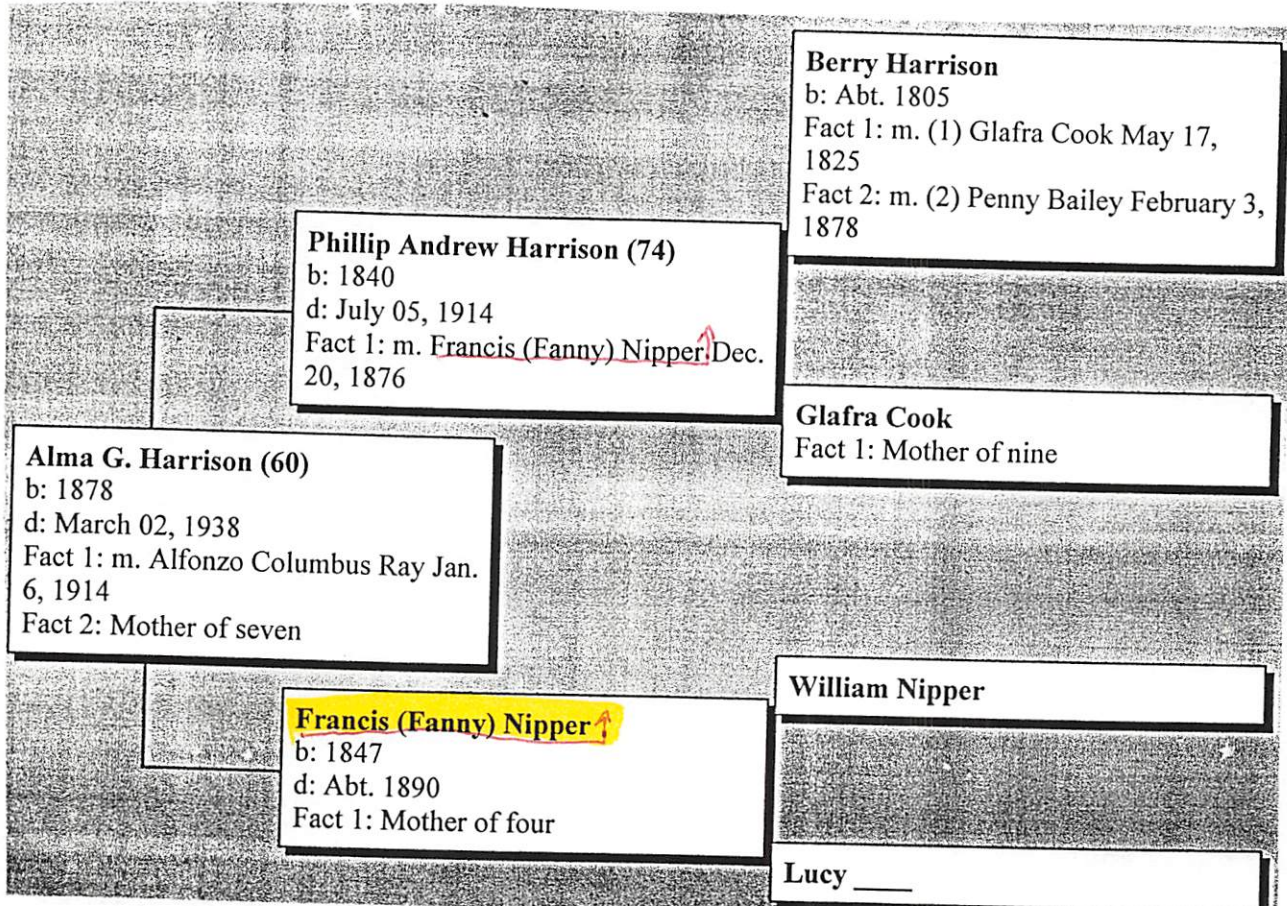 Berry Harrison
b: Abt. 1805
Fact 1: m. (1) Glafra Cook May 17,
1825
Fact 2: m. (2) Penny Bailey February 3,
1878
Phillip Andrew Harrison (74)
b: 1840
d: July 05, 1914
Fact 1: m. Francis (Fanny) Nipper Dec.
20, 1876
Glafra Cook
Fact 1: Mother of nine
Alma G. Harrison (60)
b: 1878
d: March 02, 1938
Fact 1: m. Alfonzo Columbus Ray Jan.
6, 1914
Fact 2: Mother of seven
William Nipper
Francis (Fanny) Nipper
b: 1847
d: Abt. 1890
Fact 1: Mother of four
Lucy ____